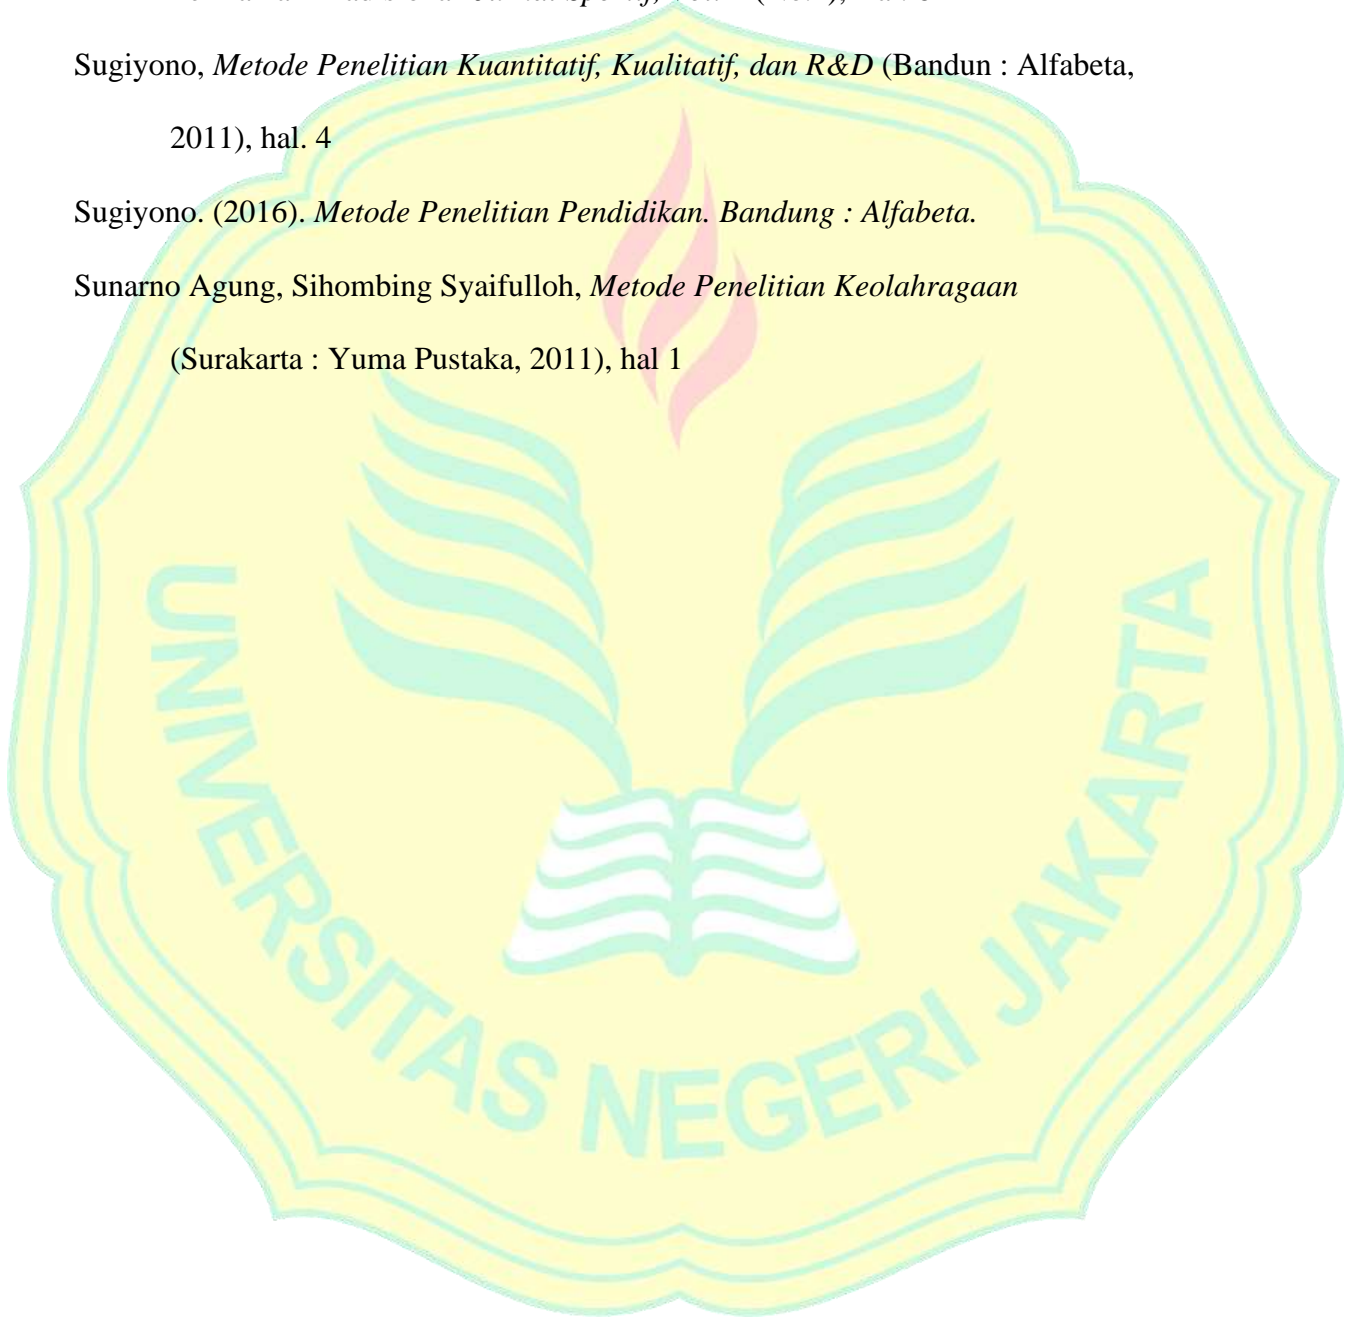 Sugiyono, Metode Penelitian Kuantitatif, Kualitatif, dan R&D (Bandun : Alfabeta,
2011), hal. 4
Sugiyono. (2016). Metode Penelitian Pendidikan. Bandung : Alfabeta.
Sunarno Agung, Sihombing Syaifulloh, Metode Penelitian Keolahragaan
(Surakarta : Yuma Pustaka, 2011), hal 1
UNIVERSITAS NEGERI JAKARTA